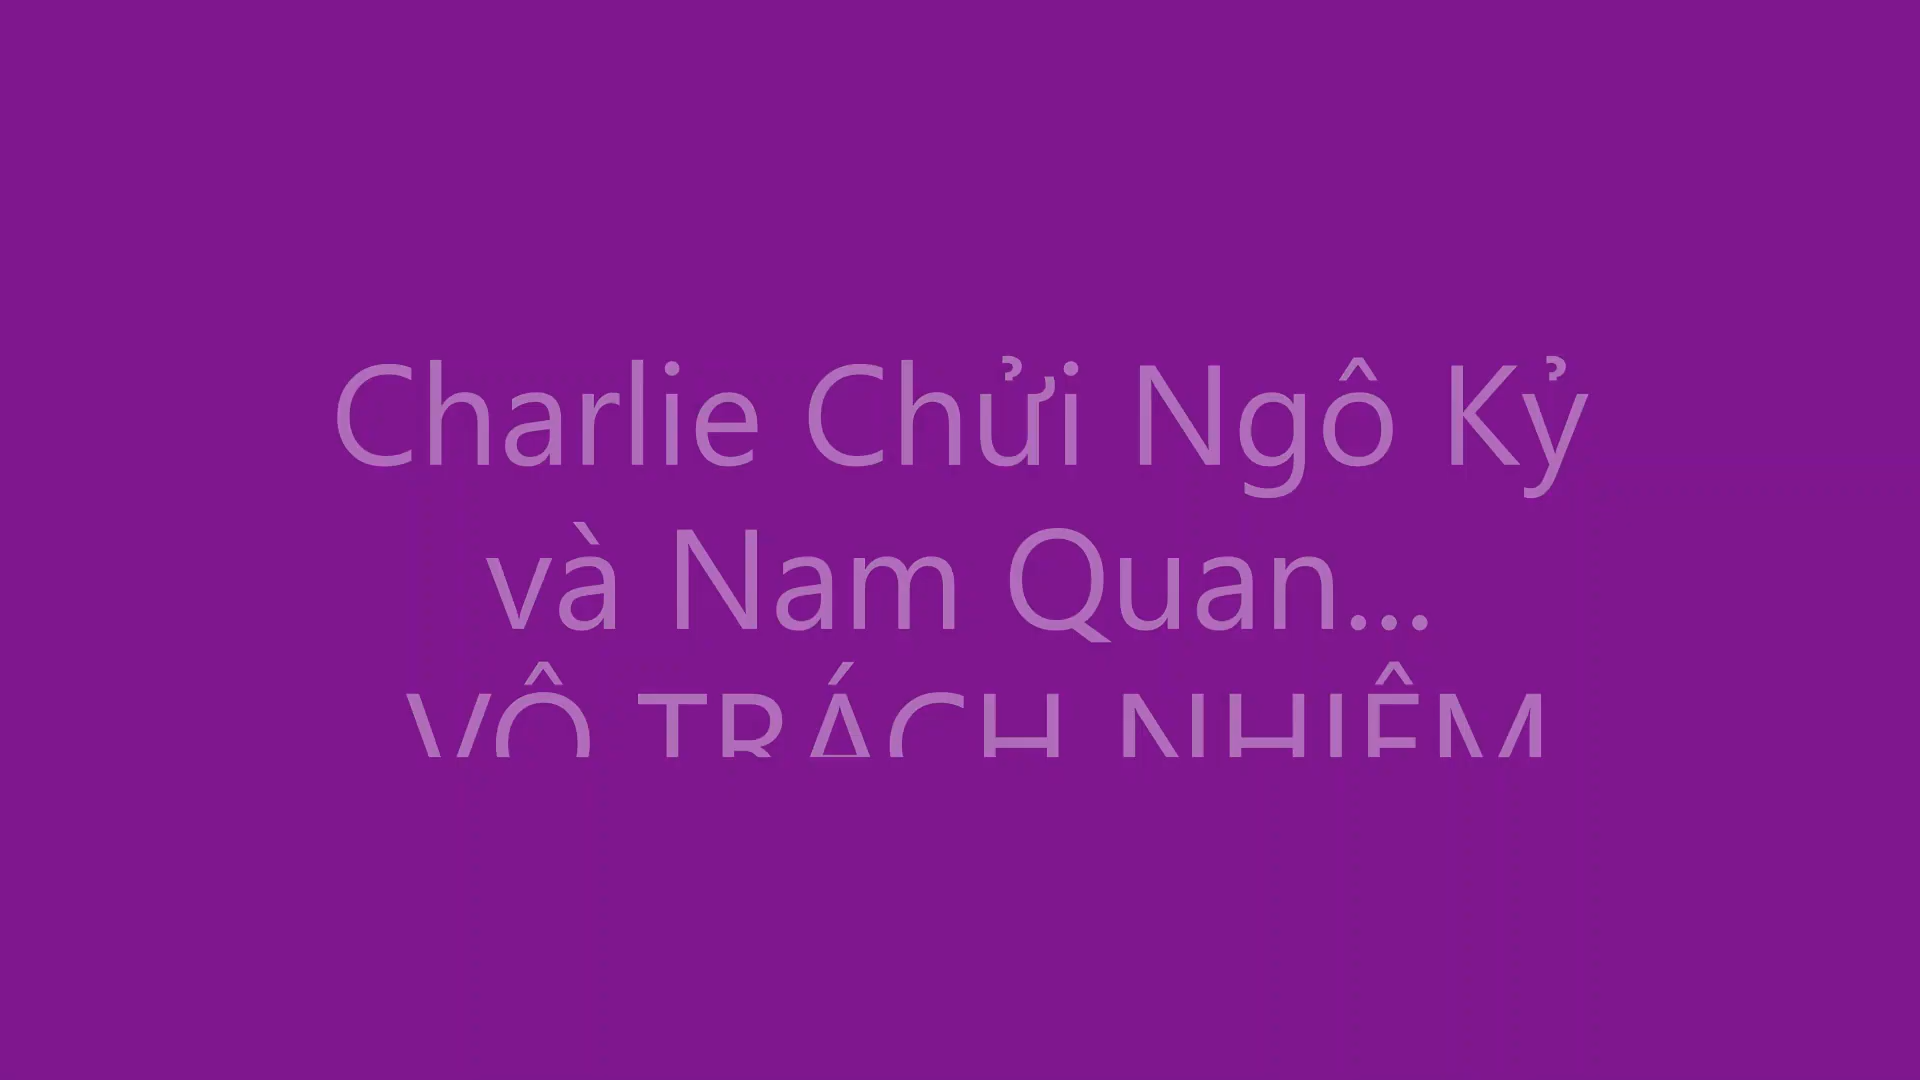 Charlie Chửi Ngô Kỷ
và Nam Quan...
VÔ TRÁCH NHIỆM